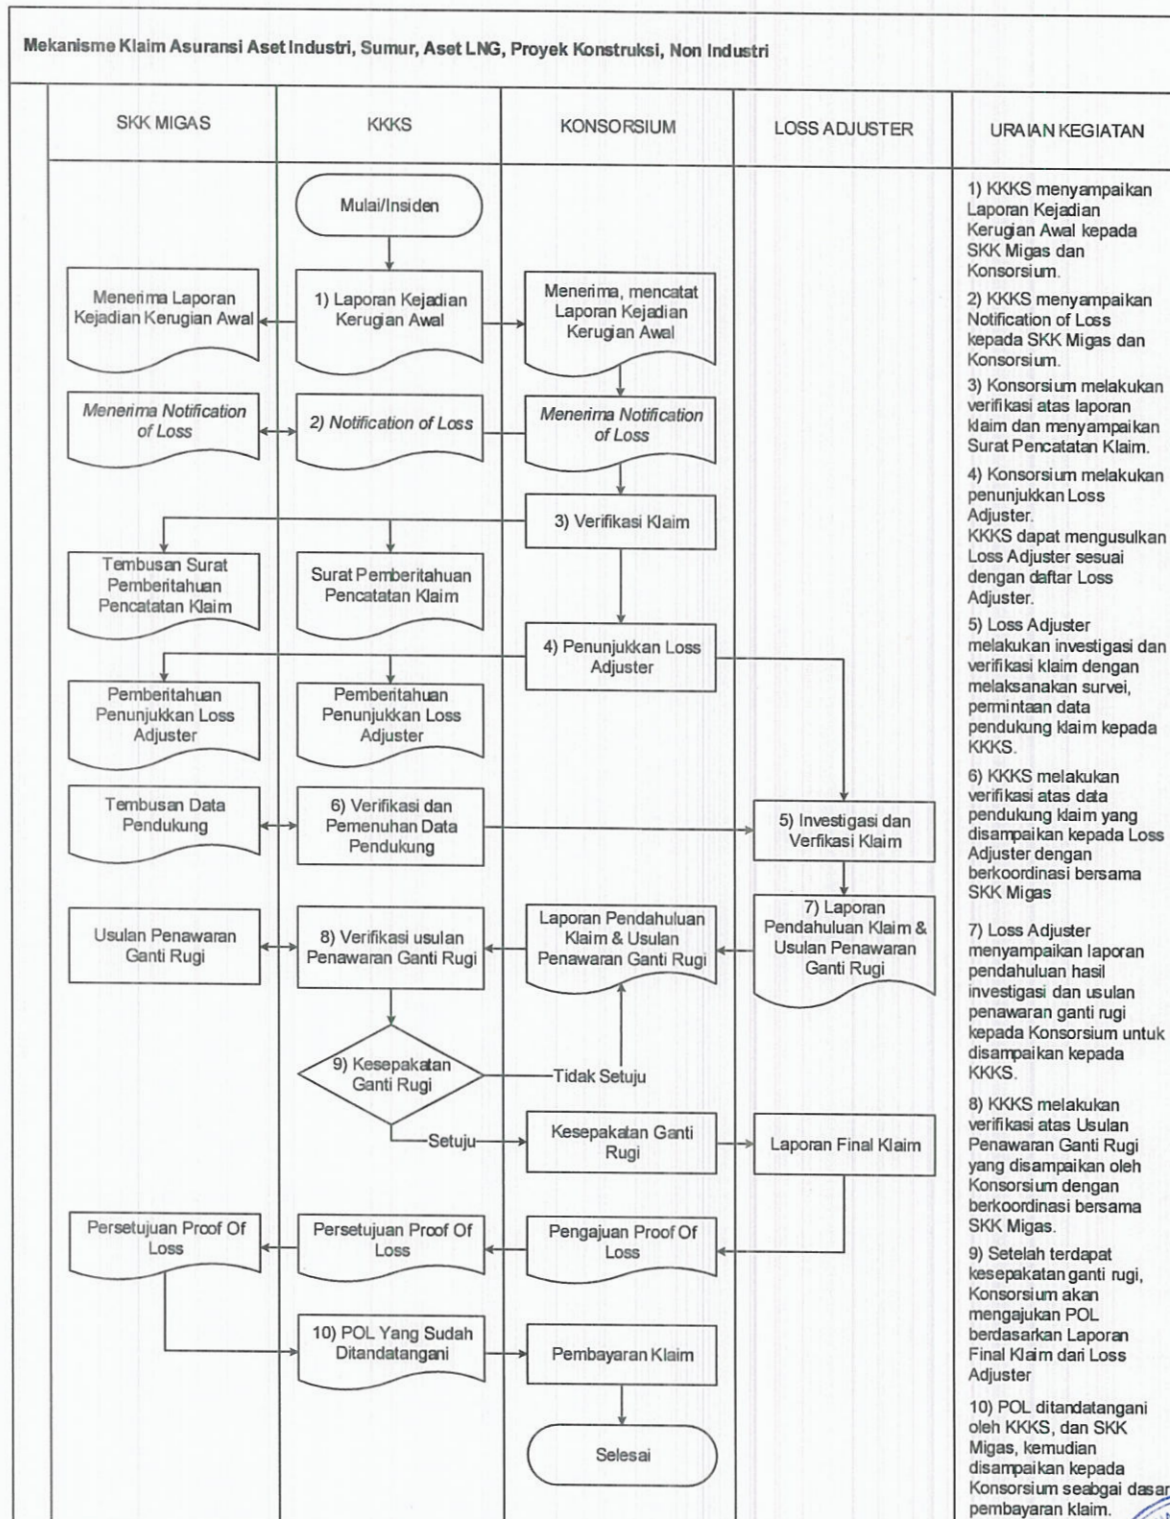 Mekanisme Klaim Asuransi Aset Industri, Sumur, Aset LNG, Proyek Konstruksi, Non Industri
SKK MIGAS
KKKS
KONSORSIUM
LOSS ADJUSTER
URAIAN KEGIATAN
Mulai/Insiden
Menerima Laporan
Kejadian Kerugian Awal
1) Laporan Kejadian
Kerugian Awal
Menerima, mencatat
Laporan Kejadian
Kerugian Awal
Menerima Notification
of Loss
2) Notification of Loss
Menerima Notification
of Loss
3) Verifikasi Klaim
Tembusan Surat
Pemberitahuan
Pencatatan Klaim
Surat Pemberitahuan
Pencatatan Klaim
4) Penunjukkan Loss
Adjuster
Pemberitahuan
Penunjukkan Loss
Adjuster
Pemberitahuan
Penunjukkan Loss
Adjuster
Tembusan Data
Pendukung
6) Verifikasi dan
Pemenuhan Data
Pendukung
5) Investigasi dan
Verfikasi Klaim
Usulan Penawaran
Ganti Rugi
8) Verifikasi usulan
Penawaran Ganti Rugi
Laporan Pendahuluan
Klaim & Usulan
Penawaran Ganti Rugi
7) Laporan
Pendahuluan Klaim &
Usulan Penawaran
Ganti Rugi
9) Kesepakatan
Ganti Rugi
Tidak Setuju
Setuju
Kesepakatan Ganti
Rugi
Laporan Final Klaim
Persetujuan Proof Of
Loss
Persetujuan Proof Of
Loss
Pengajuan Proof Of
Loss
10) POL Yang Sudah
Ditandatangani
Pembayaran Klaim
Selesai
1) KKKS menyampaikan
Laporan Kejadian
Kerugian Awal kepada
SKK Migas dan
Konsorsium.
2) KKKS menyampaikan
Notification of Loss
kepada SKK Migas dan
Konsorsium.
3) Konsorsium melakukan
verifikasi atas laporan
klaim dan menyampaikan
Surat Pencatatan Klaim.
4) Konsorsium melakukan
penunjukkan Loss
Adjuster.
KKKS dapat mengusulkan
Loss Adjuster sesuai
dengan daftar Loss
Adjuster.
5) Loss Adjuster
melakukan investigasi dan
verifikasi klaim dengan
melaksanakan survei,
permintaan data
pendukung klaim kepada
KKKS.
6) KKKS melakukan
verifikasi atas data
pendukung klaim yang
disampaikan kepada Loss
Adjuster dengan
berkoordinasi bersama
SKK Migas
7) Loss Adjuster
menyampaikan laporan
pendahuluan hasil
investigasi dan usulan
penawaran ganti rugi
kepada Konsorsium untuk
disampaikan kepada
KKKS.
8) KKKS melakukan
verifikasi atas Usulan
Penawaran Ganti Rugi
yang disampaikan oleh
Konsorsium dengan
berkoordinasi bersama
SKK Migas.
9) Setelah terdapat
kesepakatan ganti rugi,
Konsorsium akan
mengajukan POL
berdasarkan Laporan
Final Klaim dari Loss
Adjuster
10) POL ditandatangani
oleh KKKS, dan SKK
Migas, kemudian
disampaikan kepada
Konsorsium seabgai dasar
pembayaran klaim.